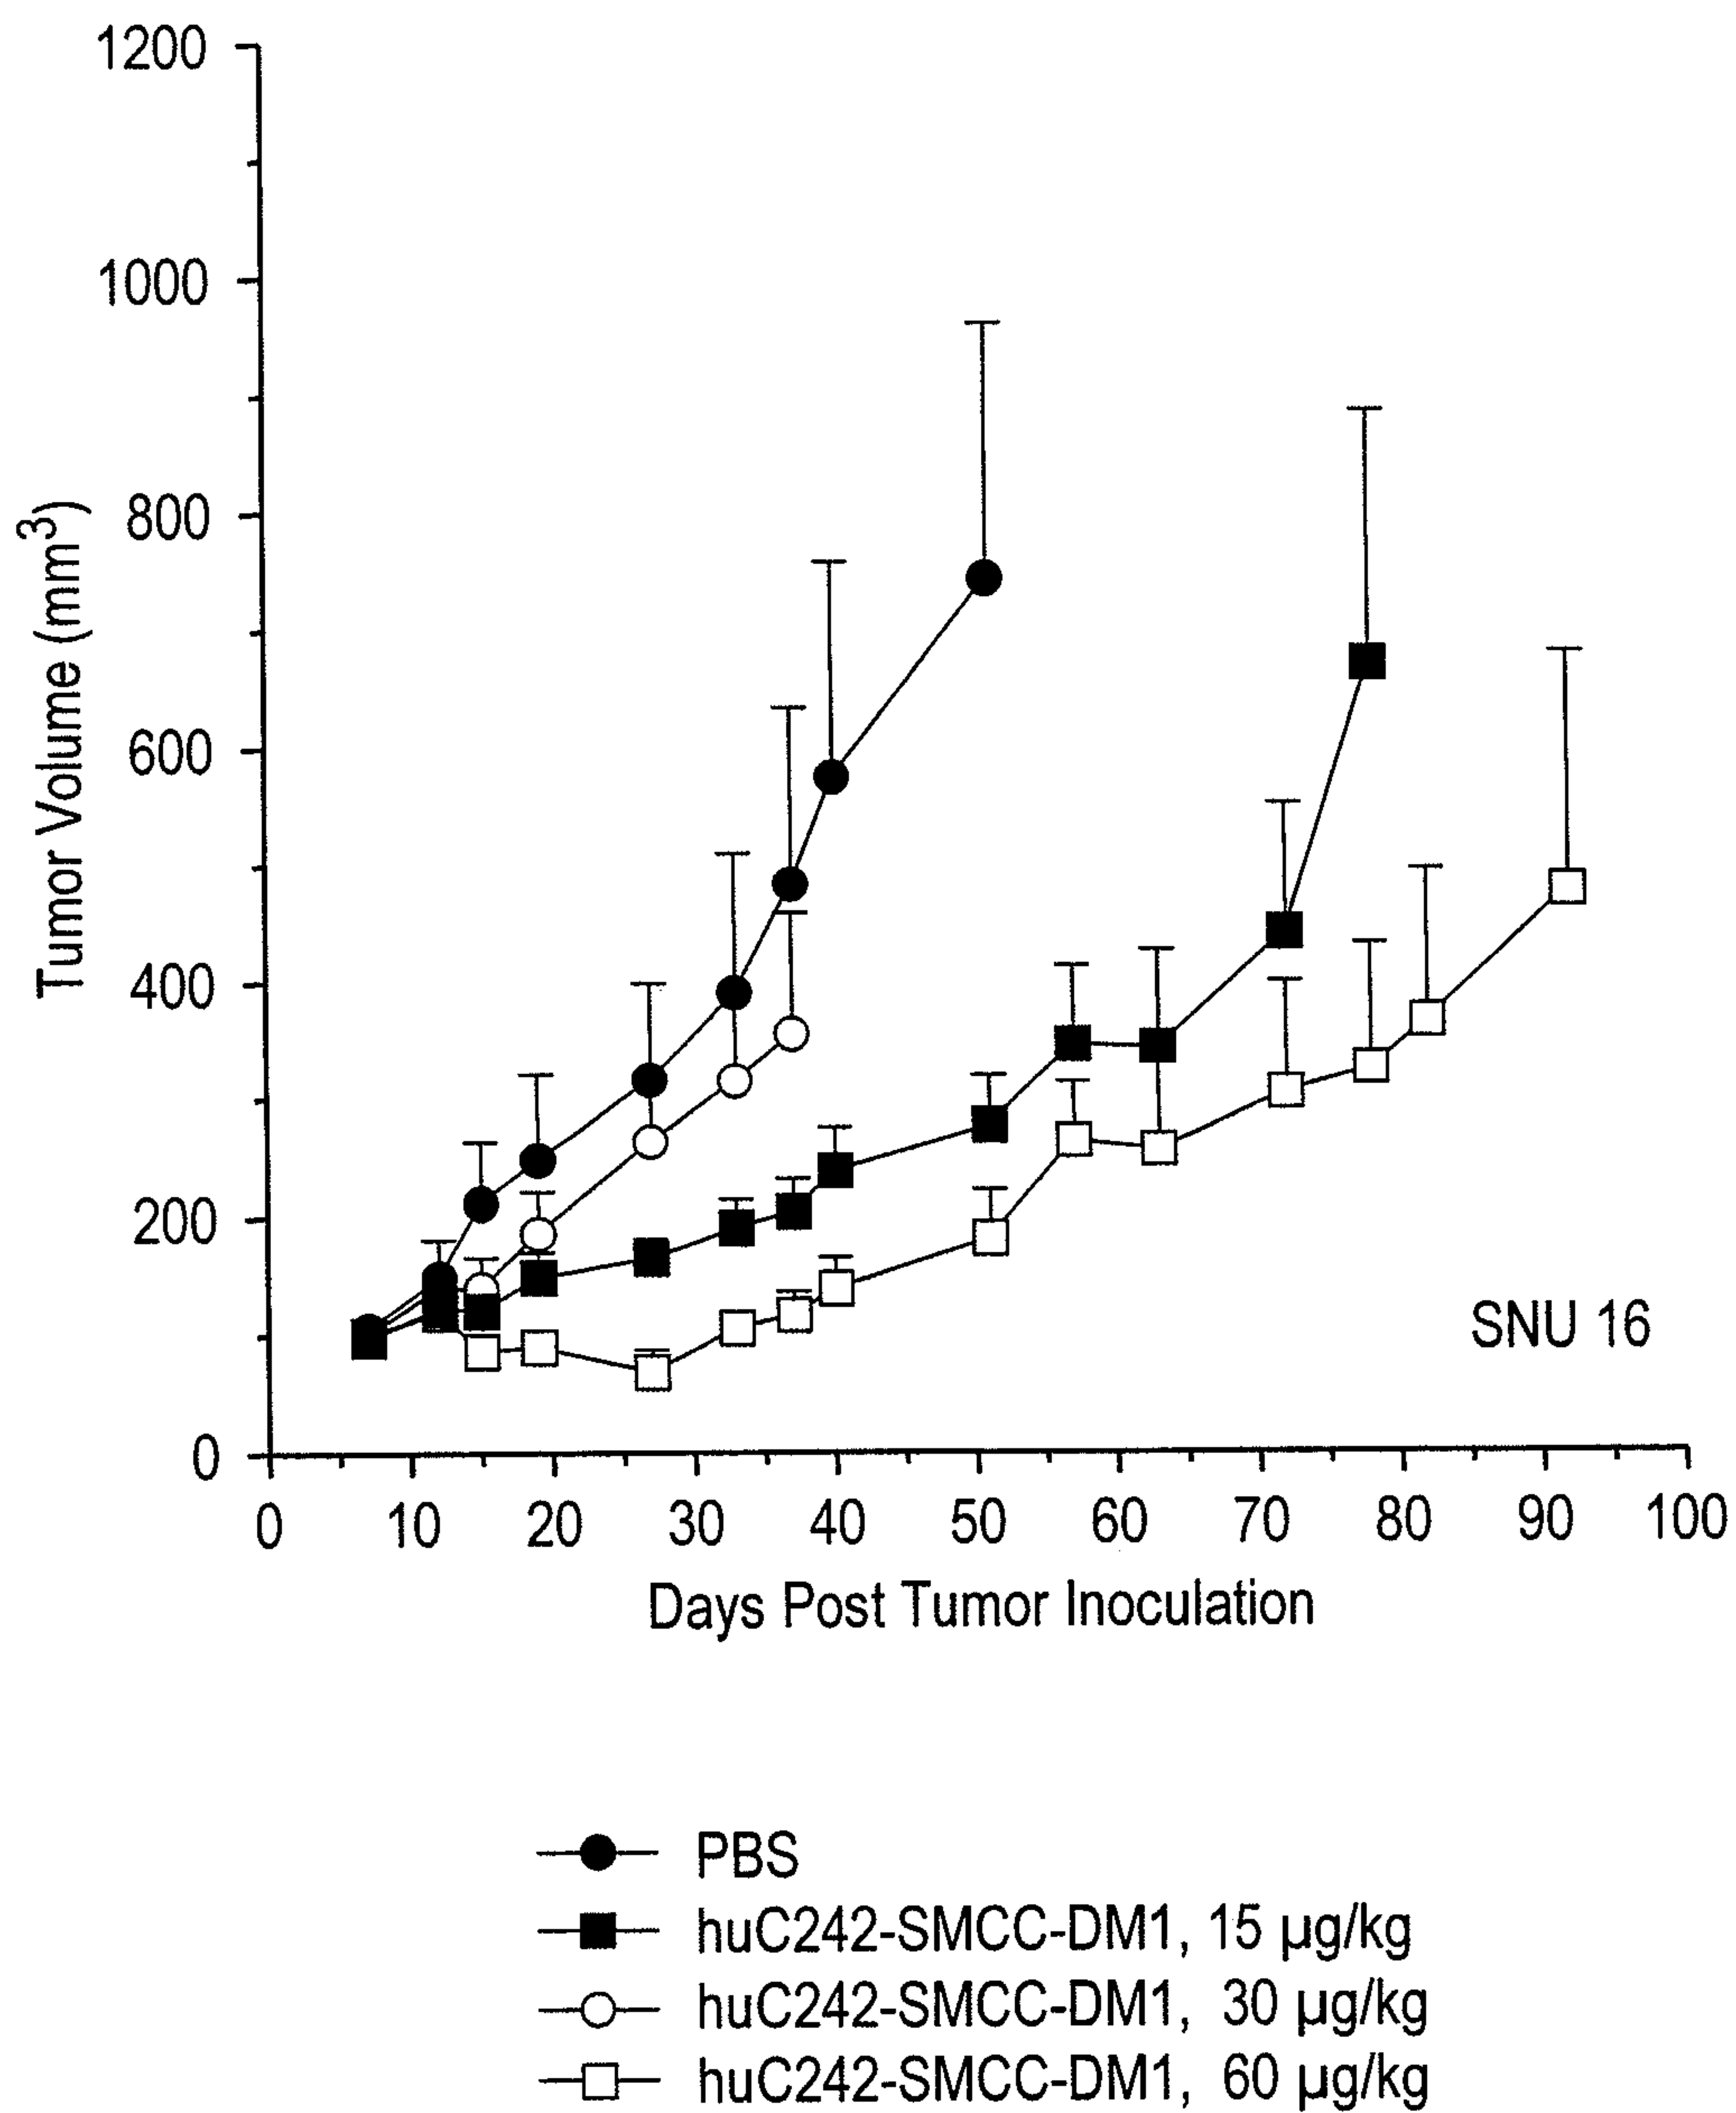 1200
1000
800
600
400
200
0
Tumor Volume (mm³)
0 10 20 30 40 50 60 70 80 90 100
Days Post Tumor Inoculation
SNU 16
PBS
huC242-SMCC-DM1, 15 µg/kg
huC242-SMCC-DM1, 30 µg/kg
huC242-SMCC-DM1, 60 µg/kg